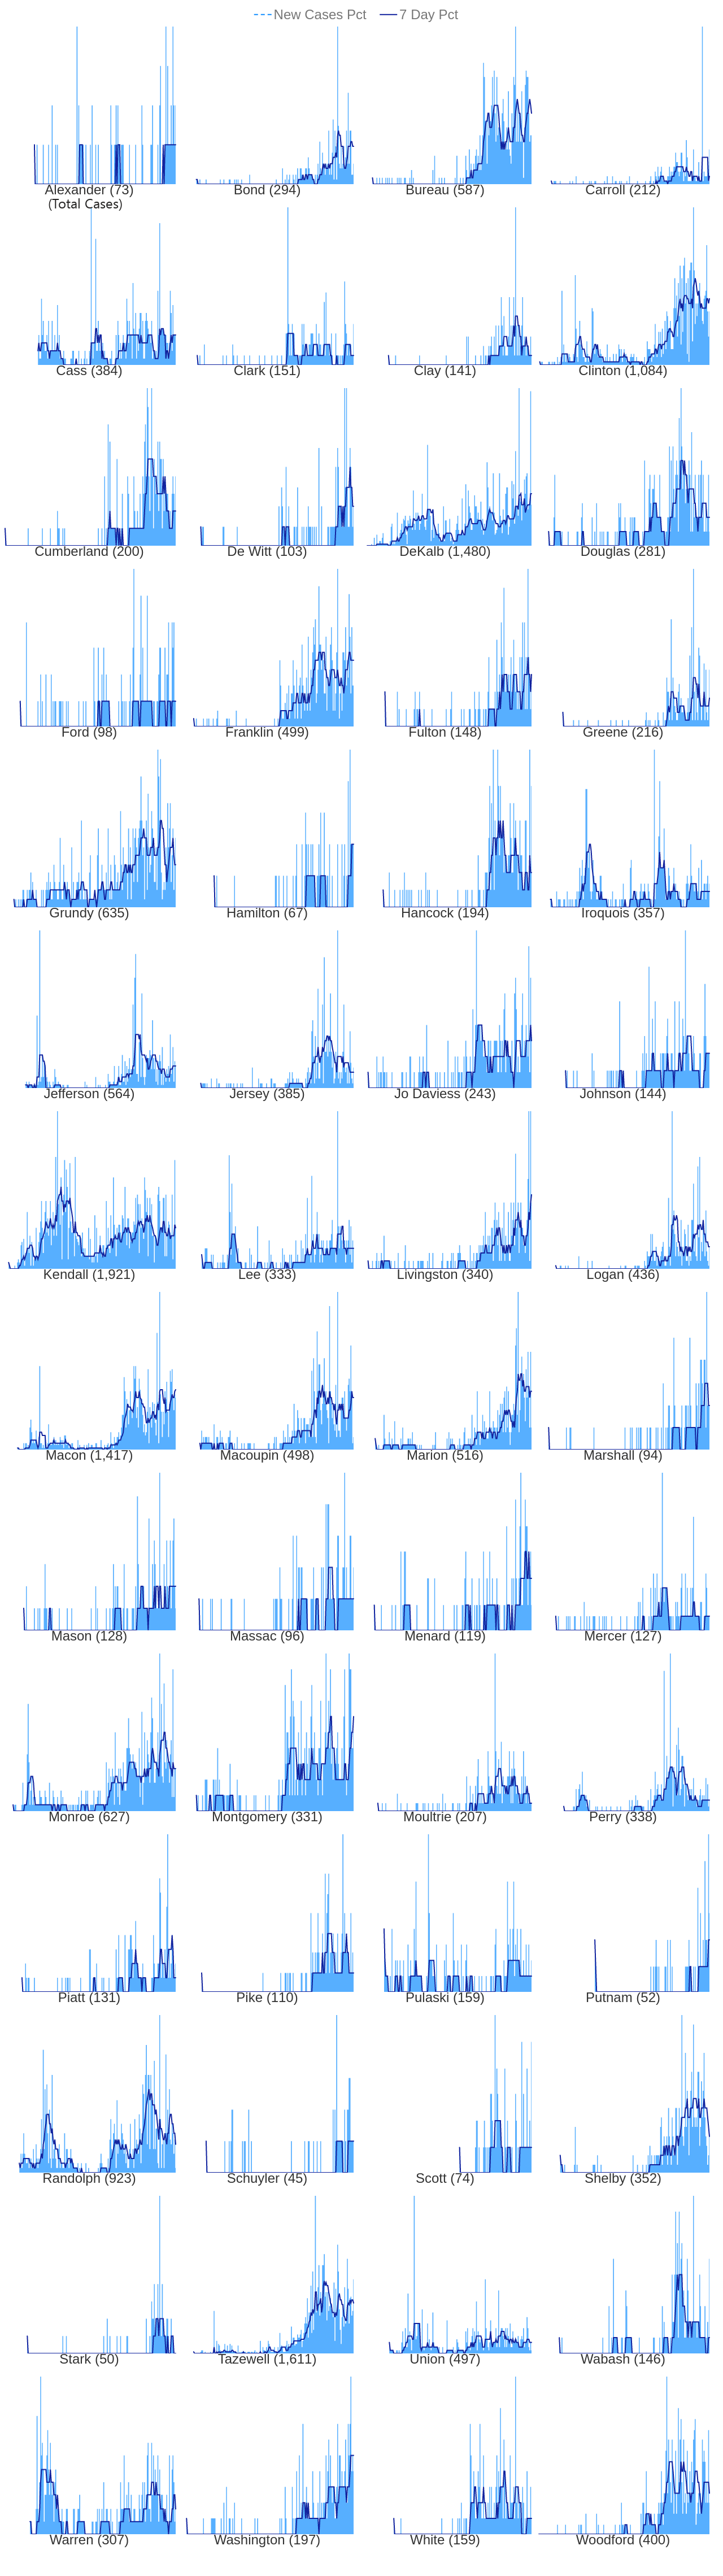 New Cases Pct 7 Day Pct
Alexander (73) Bond (294) Bureau (587) Carroll (212)
(Total Cases)
Cass (384) Clark (151) Clay (141) Clinton (1,084)
Cumberland (200) De Witt (103) DeKalb (1,480) Douglas (281)
Ford (98) Franklin (499) Fulton (148) Greene (216)
Grundy (635) Hamilton (67) Hancock (194) Iroquois (357)
Jefferson (564) Jersey (385) Jo Daviess (243) Johnson (144)
Kendall (1,921) Lee (333) Livingston (340) Logan (436)
Macon (1,417) Macoupin (498) Marion (516) Marshall (94)
Mason (128) Massac (96) Menard (119) Mercer (127)
Monroe (627) Montgomery (331) Moultrie (207) Perry (338)
Piatt (131) Pike (110) Pulaski (159) Putnam (52)
Randolph (923) Schuyler (45) Scott (74) Shelby (352)
Stark (50) Tazewell (1,611) Union (497) Wabash (146)
Warren (307) Washington (197) White (159) Woodford (400)